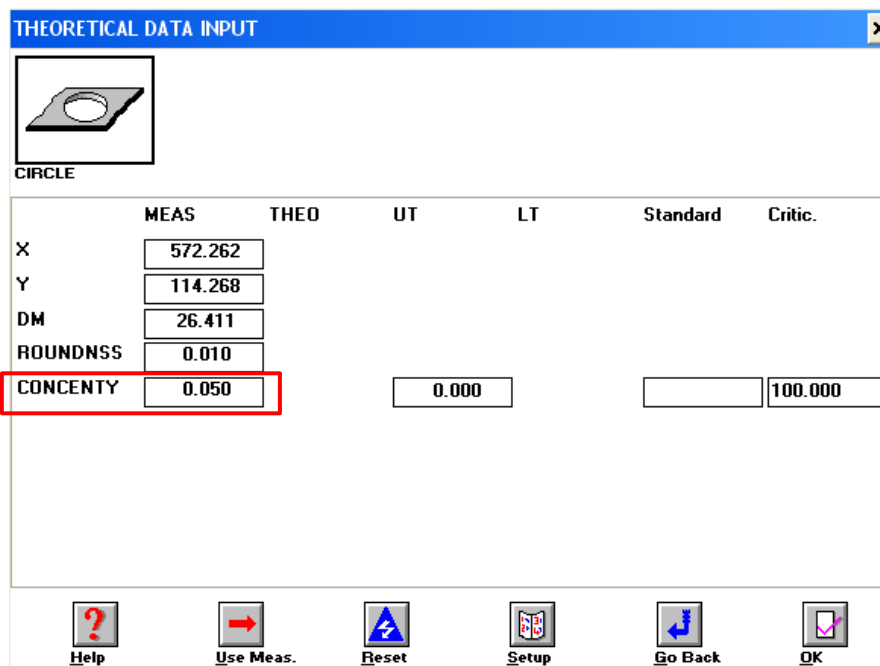 THEORETICAL DATA INPUT
CIRCLE
MEAS THEO UT LT Standard Critic.
X 572.262
Y 114.268
DM 26.411
ROUNDNSS 0.010
CONCENTY 0.050 0.000 100.000
Help Use Meas. Reset Setup Go Back OK